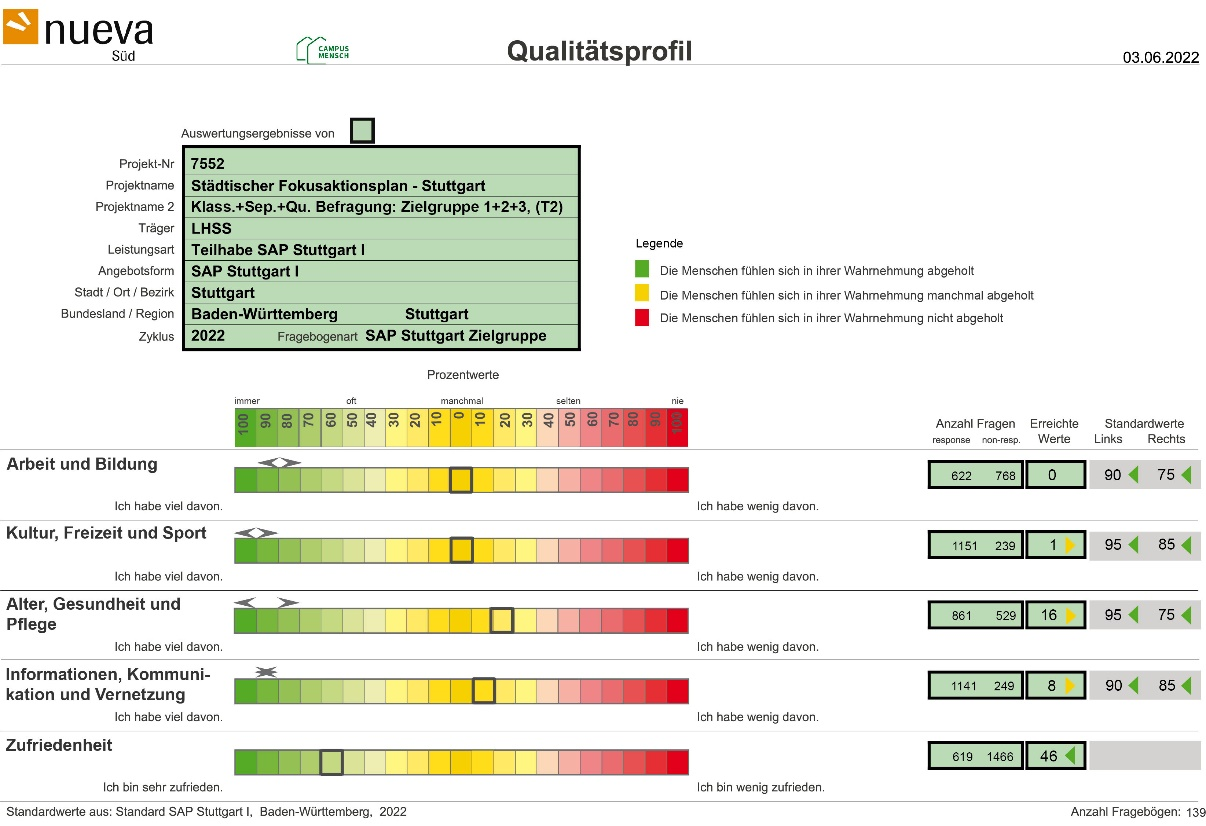 nueva
Süd
CAMPUS
MENSCH
Qualitätsprofil
03.06.2022
Auswertungsergebnisse von
Projekt-Nr 7552
Projektname Städtischer Fokusaktionsplan - Stuttgart
Projektname 2 Klass.+Sep.+Qu. Befragung: Zielgruppe 1+2+3, (T2)
Träger LHSS
Leistungsart Teilhabe SAP Stuttgart I
Angebotsform SAP Stuttgart I
Stadt / Ort / Bezirk Stuttgart
Bundesland / Region Baden-Württemberg Stuttgart
Zyklus 2022 Fragebogenart SAP Stuttgart Zielgruppe
Legende
Die Menschen fühlen sich in ihrer Wahrnehmung abgeholt
Die Menschen fühlen sich in ihrer Wahrnehmung manchmal abgeholt
Die Menschen fühlen sich in ihrer Wahrnehmung nicht abgeholt
Prozentwerte
immer oft manchmal selten nie
100 90 80 70 60 50 40 30 20 10 0 10 20 30 40 50 60 70 80 90 100
Anzahl Fragen Erreichte Standardwerte
response non-resp. Werte Links Rechts
Arbeit und Bildung
622 768 0 90 75
Ich habe viel davon. Ich habe wenig davon.
Kultur, Freizeit und Sport
1151 239 1 95 85
Ich habe viel davon. Ich habe wenig davon.
Alter, Gesundheit und
Pflege
861 529 16 95 75
Ich habe viel davon. Ich habe wenig davon.
Informationen, Kommuni-
kation und Vernetzung
1141 249 8 90 85
Ich habe viel davon. Ich habe wenig davon.
Zufriedenheit
619 1466 46
Ich bin sehr zufrieden. Ich bin wenig zufrieden.
Standardwerte aus: Standard SAP Stuttgart I, Baden-Württemberg, 2022
Anzahl Fragebögen: 139